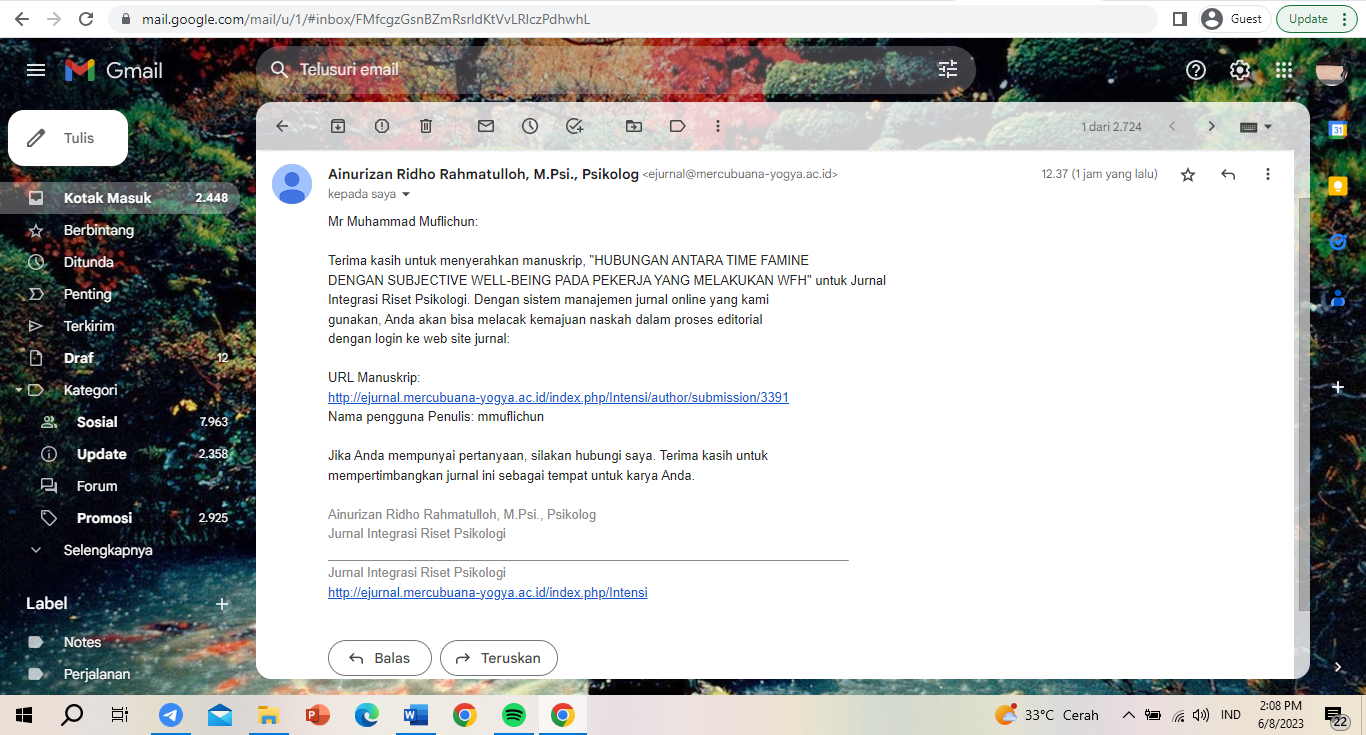 mail.google.com/mail/u/1/#inbox/FMfcgzGsnBZmRsrldKtVvLRlczPdhwhL
Guest
Update
Gmail
Telusuri email
Tulis
1 dari 2.724
Kotak Masuk 2.448
Berbintang
Ditunda
Penting
Terkirim
Draf 12
Kategori
Sosial 7.963
Update 2.358
Forum
Promosi 2.925
Selengkapnya
Label
Notes
Perjalanan
31
Ainurizan Ridho Rahmatulloh, M.Psi., Psikolog <ejurnal@mercubuana-yogya.ac.id>
12.37 (1 jam yang lalu)
kepada saya
Mr Muhammad Muflichun:
Terima kasih untuk menyerahkan manuskrip, "HUBUNGAN ANTARA TIME FAMINE
DENGAN SUBJECTIVE WELL-BEING PADA PEKERJA YANG MELAKUKAN WFH" untuk Jurnal
Integrasi Riset Psikologi. Dengan sistem manajemen jurnal online yang kami
gunakan, Anda akan bisa melacak kemajuan naskah dalam proses editorial
dengan login ke web site jurnal:
URL Manuskrip:
http://ejurnal.mercubuana-yogya.ac.id/index.php/Intensi/author/submission/3391
Nama pengguna Penulis: mmuflichun
Jika Anda mempunyai pertanyaan, silakan hubungi saya. Terima kasih untuk
mempertimbangkan jurnal ini sebagai tempat untuk karya Anda.
Ainurizan Ridho Rahmatulloh, M.Psi., Psikolog
Jurnal Integrasi Riset Psikologi
Jurnal Integrasi Riset Psikologi
http://ejurnal.mercubuana-yogya.ac.id/index.php/Intensi
Balas
Teruskan
33°C Cerah
IND
2:08 PM
6/8/2023
22